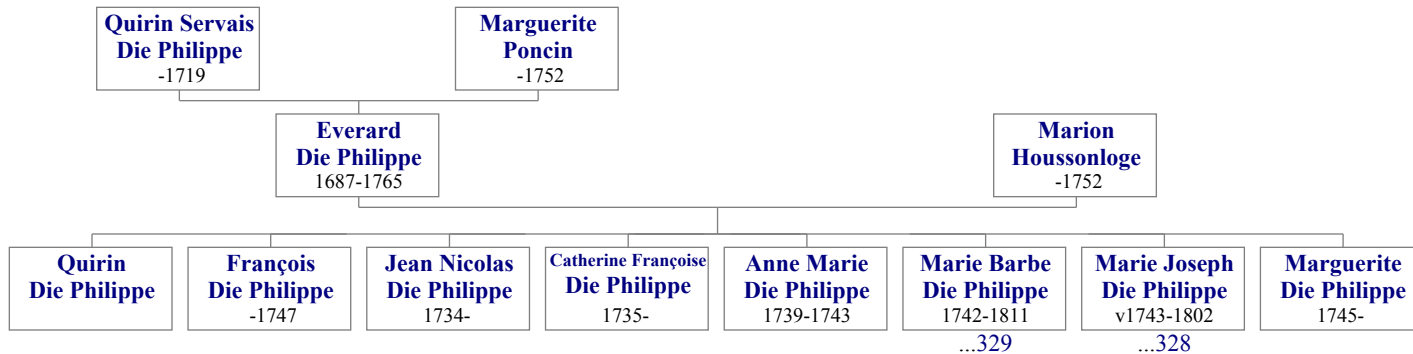 Quirin Servais
Die Philippe
-1719
Marguerite
Poncin
-1752
Everard
Die Philippe
1687-1765
Marion
Houssonloge
-1752
Quirin
Die Philippe
François
Die Philippe
-1747
Jean Nicolas
Die Philippe
1734-
Catherine Françoise
Die Philippe
1735-
Anne Marie
Die Philippe
1739-1743
Marie Barbe
Die Philippe
1742-1811
...329
Marie Joseph
Die Philippe
v1743-1802
...328
Marguerite
Die Philippe
1745-